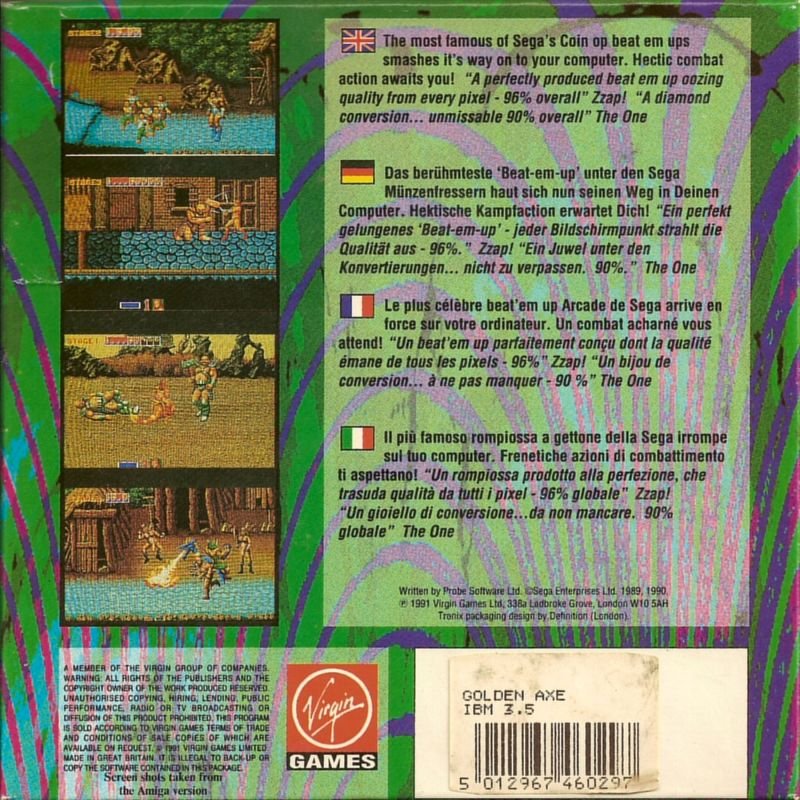 STAGE2
The most famous of Sega's Coin op beat em ups
smashes it's way on to your computer. Hectic combat
action awaits you! "A perfectly produced beat em up oozing
quality from every pixel - 96% overall" Zzap! "A diamond
conversion... unmissable 90% overall" The One
Das berühmteste 'Beat-em-up' unter den Sega
Münzenfressern haut sich nun seinen Weg in Deinen
Computer. Hektische Kampfaction erwartet Dich! "Ein perfekt
gelungenes 'Beat-em-up' - jeder Bildschirmpunkt strahlt die
Qualität aus - 96%." Zzap! "Ein Juwel unter den
Konvertierungen... nicht zu verpassen. 90%." The One
Le plus célèbre beat'em up Arcade de Sega arrive en
force sur votre ordinateur. Un combat acharné vous
attend! "Un beat'em up parfaitement conçu dont la qualité
émane de tous les pixels - 96%" Zzap! "Un bijou de
conversion... à ne pas manquer - 90 %" The One
Il più famoso rompiossa a gettone della Sega irrompe
sul tuo computer. Frenetiche azioni di combattimento
ti aspettano! "Un rompiossa prodotto alla perfezione, che
trasuda qualità da tutti i pixel - 96% globale" Zzap!
"Un gioiello di conversione...da non mancare. 90%
globale" The One
Written by Probe Software Ltd. ©Sega Enterprises Ltd. 1989, 1990.
℗ 1991 Virgin Games Ltd, 338a Ladbroke Grove, London W10 5AH
Tronix packaging design by Definition (London).
A MEMBER OF THE VIRGIN GROUP OF COMPANIES.
WARNING: ALL RIGHTS OF THE PUBLISHERS AND THE
COPYRIGHT OWNER OF THE WORK PRODUCED RESERVED.
UNAUTHORISED COPYING, HIRING, LENDING, PUBLIC
PERFORMANCE, RADIO OR TV BROADCASTING OR
DIFFUSION OF THIS PRODUCT PROHIBITED. THIS PROGRAM
IS SOLD ACCORDING TO VIRGIN GAMES TERMS OF TRADE
AND CONDITIONS OF SALE COPIES OF WHICH ARE
AVAILABLE ON REQUEST. © 1991 VIRGIN GAMES LIMITED
MADE IN GREAT BRITAIN. IT IS ILLEGAL TO BACK-UP OR
COPY THE SOFTWARE CONTAINED IN THIS PACKAGE.
Screen shots taken from
the Amiga version
Virgin
GAMES
GOLDEN AXE
IBM 3.5
5 012967 460297